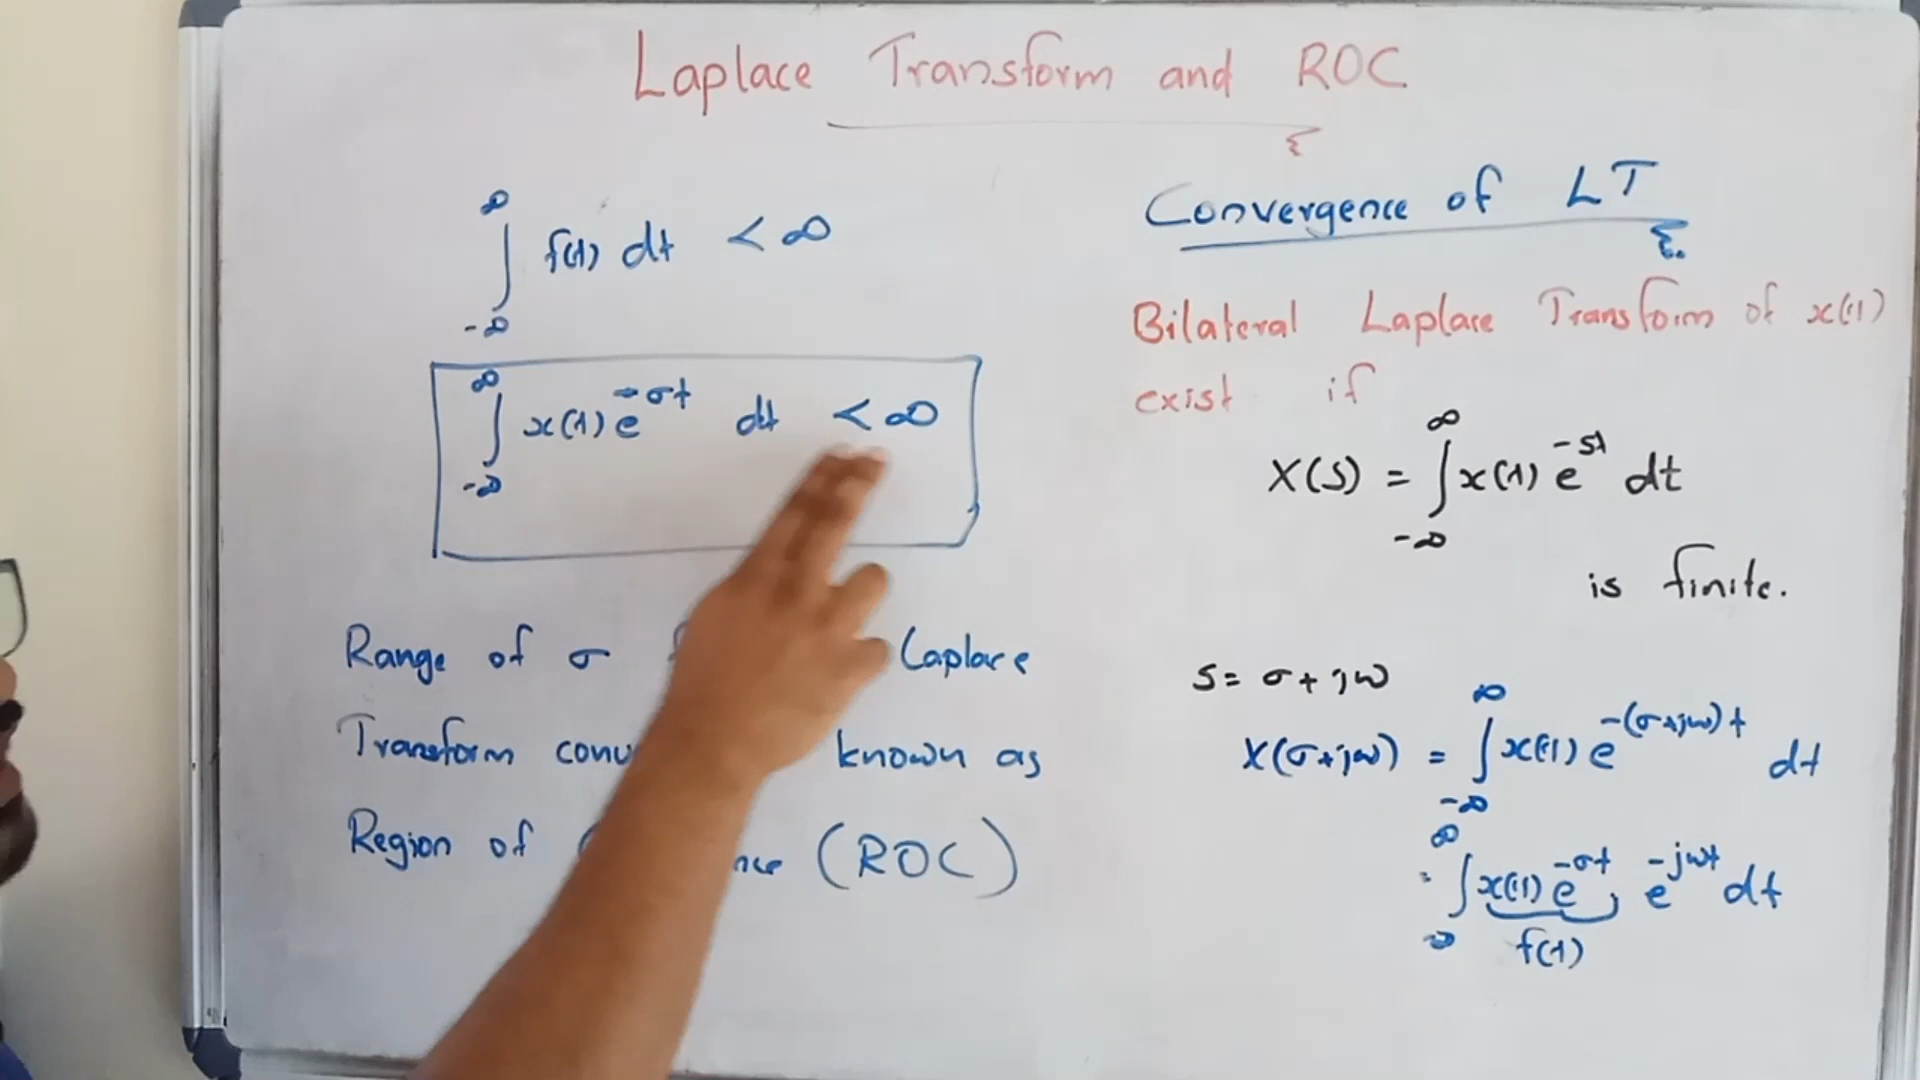 Laplace Transform and ROC
∞
∫ f(t) dt < ∞
-∞
∞
∫ x(t) e^-σt dt < ∞
-∞
Range of σ Laplace
Transform known as
Region of (ROC)
Convergence of LT
Bilateral Laplace Transform of x(t)
exist if
∞
X(s) = ∫ x(t) e^-st dt
-∞
is finite.
s = σ + jω
∞
X(σ+jω) = ∫ x(t) e^-(σ+jω)t dt
-∞
∞
= ∫ x(t) e^-σt e^-jωt dt
-∞
f(t)